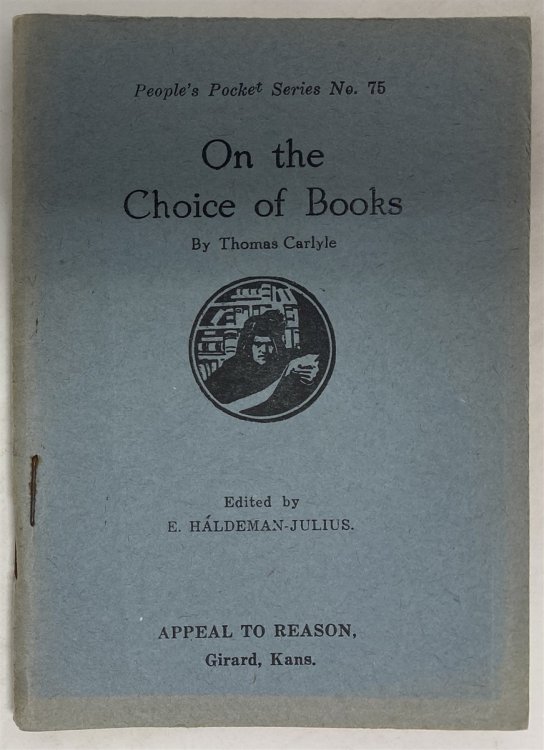 People's Pocket Series No. 75
On the
Choice of Books
By Thomas Carlyle
Edited by
E. HÁLDEMAN-JULIUS.
APPEAL TO REASON,
Girard, Kans.